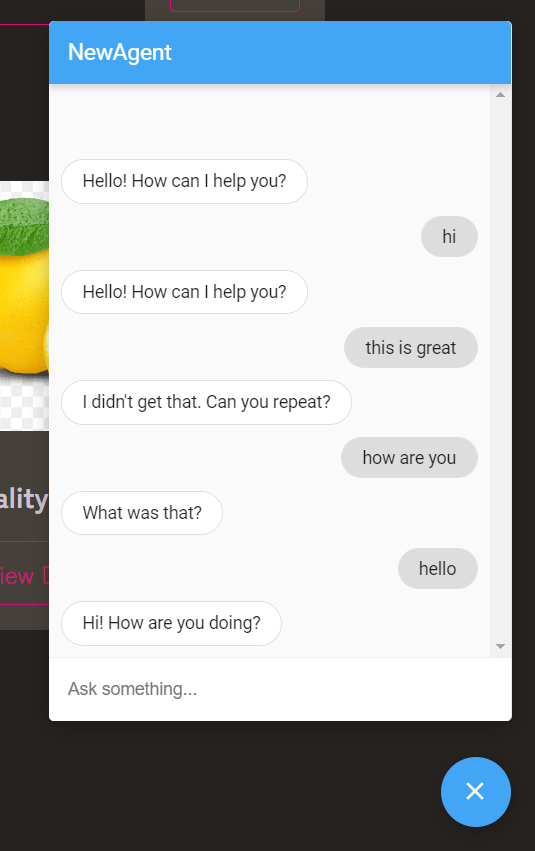 NewAgent
Hello! How can I help you?
hi
Hello! How can I help you?
this is great
I didn't get that. Can you repeat?
how are you
What was that?
ality
hello
iew
Hi! How are you doing?
Ask something...